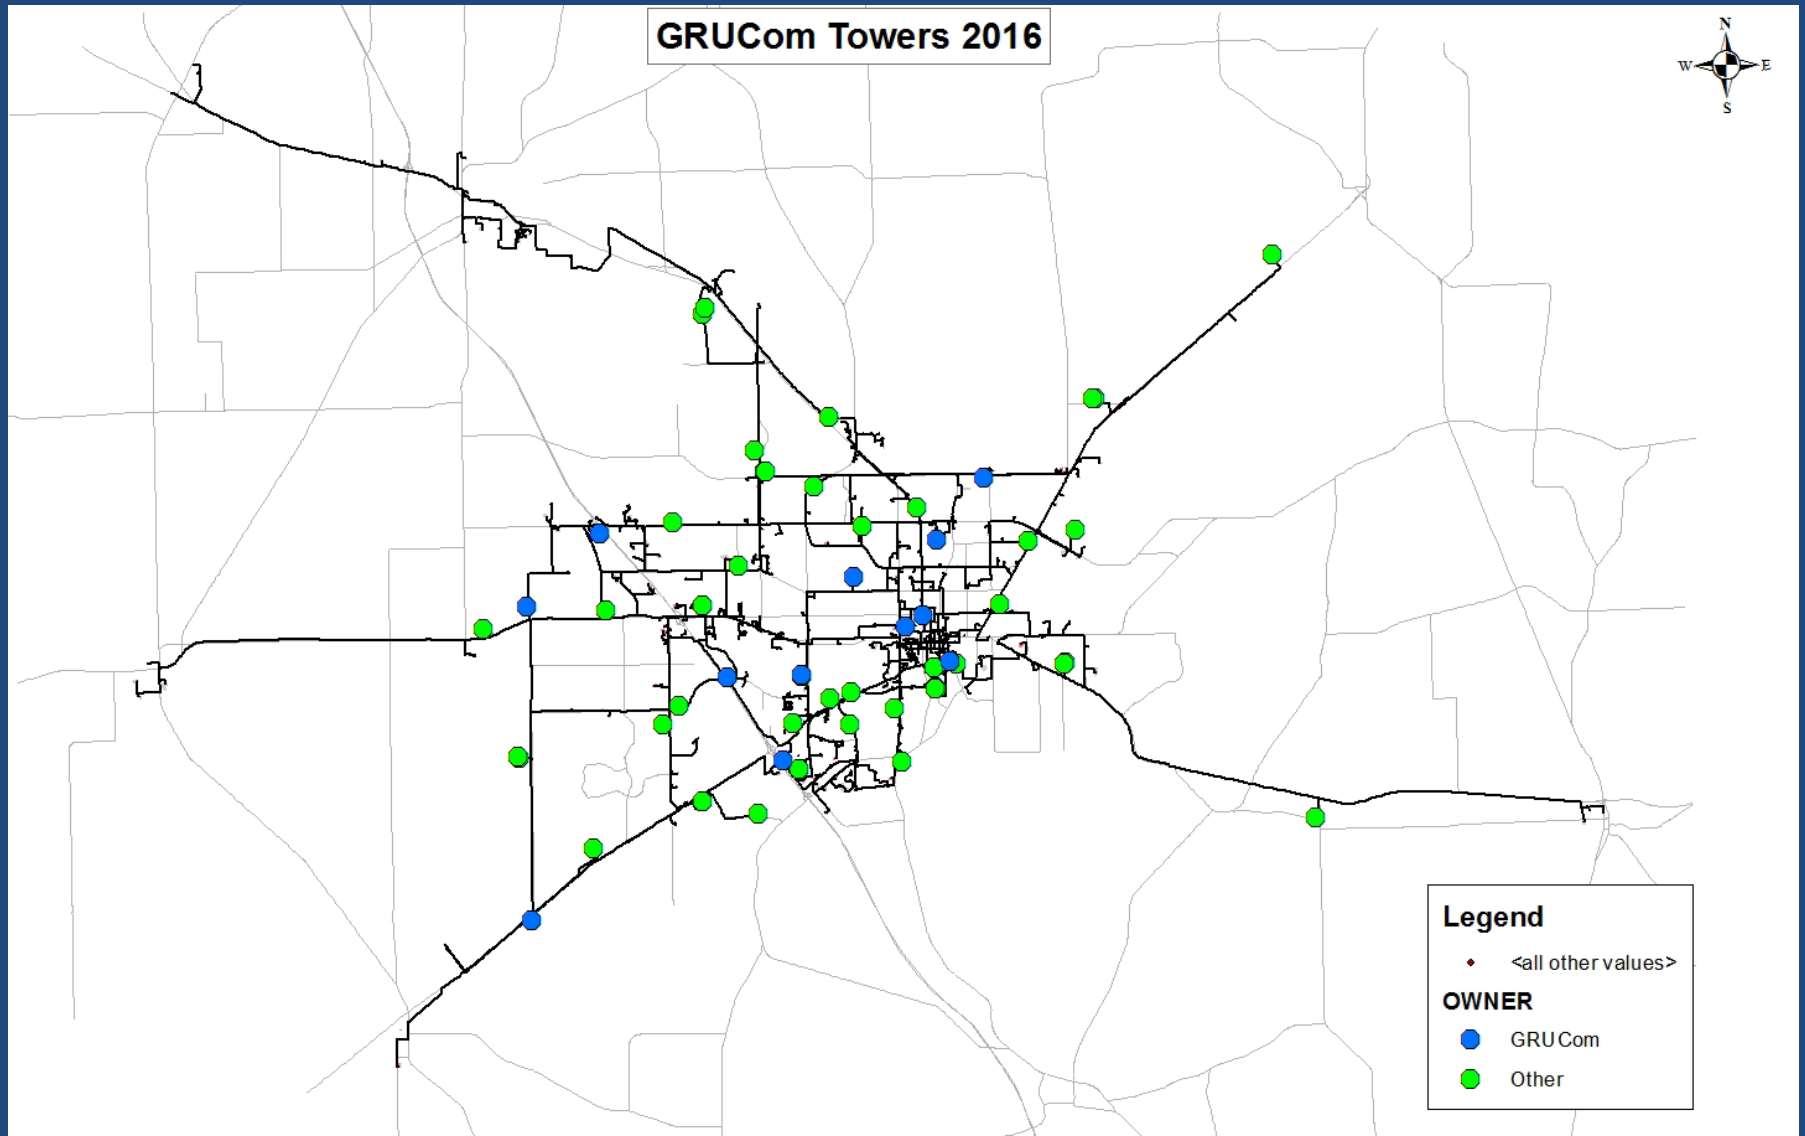 GRUCom Towers 2016
N
W E
S
Legend
<all other values>
OWNER
GRUCom
Other